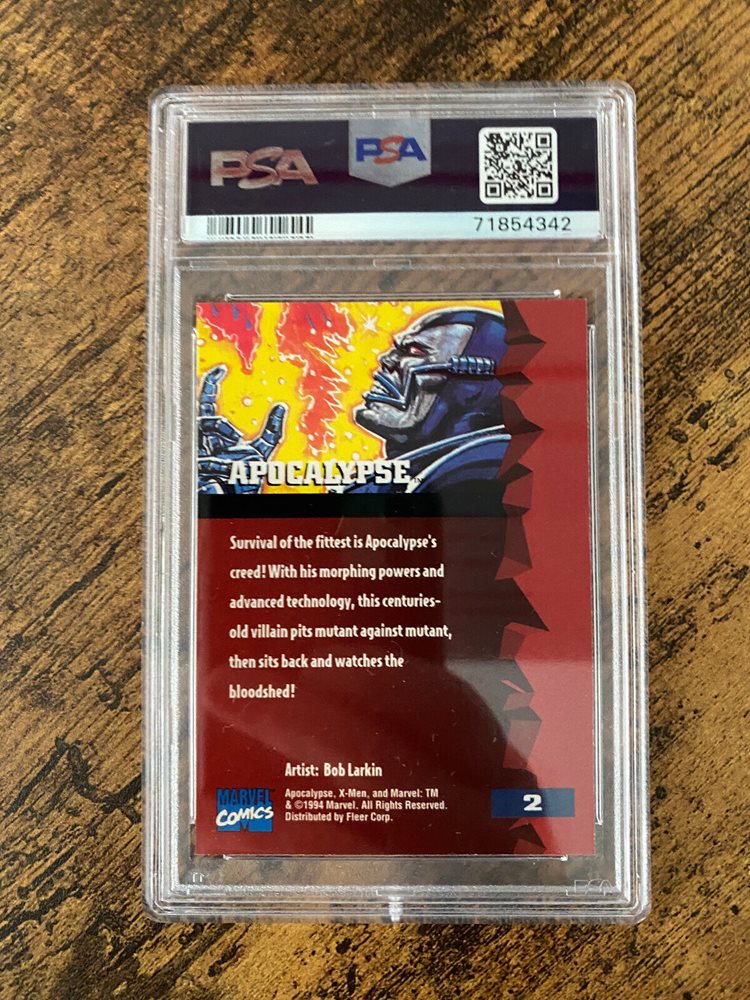 PSA
PSA
71854342
APOCALYPSE
Survival of the fittest is Apocalypse's
creed! With his morphing powers and
advanced technology, this centuries-
old villain pits mutant against mutant,
then sits back and watches the
bloodshed!
Artist: Bob Larkin
MARVEL
COMICS
Apocalypse, X-Men, and Marvel: TM
& ©1994 Marvel. All Rights Reserved.
Distributed by Fleer Corp.
2
PSA